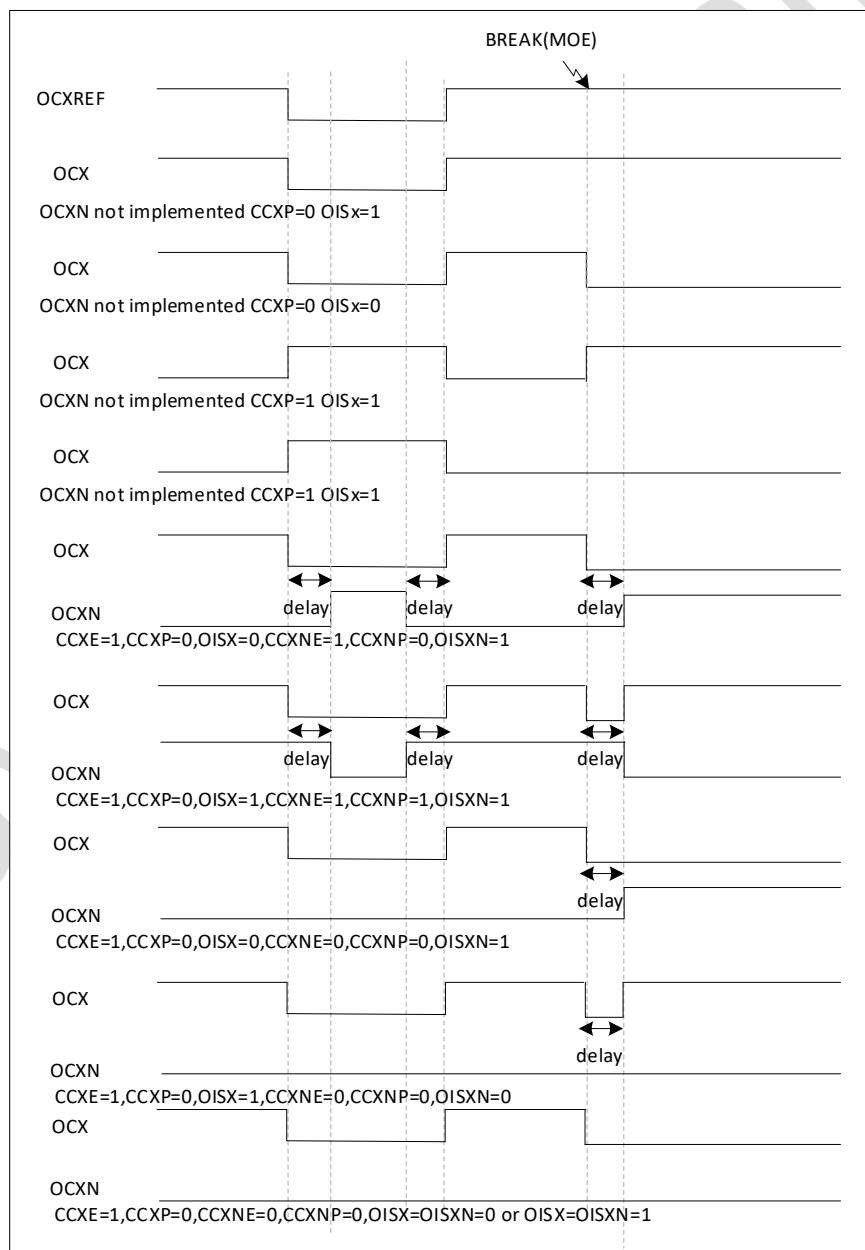 BREAK(MOE)
OCXREF
OCX
OCXN not implemented CCXP=0 OISx=1
OCX
OCXN not implemented CCXP=0 OISx=0
OCX
OCXN not implemented CCXP=1 OISx=1
OCX
OCXN not implemented CCXP=1 OISx=1
OCX
delay delay delay
OCXN
CCXE=1,CCXP=0,OISX=0,CCXNE=1,CCXNP=0,OISXN=1
OCX
delay delay delay
OCXN
CCXE=1,CCXP=0,OISX=1,CCXNE=1,CCXNP=1,OISXN=1
OCX
delay
OCXN
CCXE=1,CCXP=0,OISX=0,CCXNE=0,CCXNP=0,OISXN=1
OCX
delay
OCXN
CCXE=1,CCXP=0,OISX=1,CCXNE=0,CCXNP=0,OISXN=0
OCX
OCXN
CCXE=1,CCXP=0,CCXNE=0,CCXNP=0,OISX=OISXN=0 or OISX=OISXN=1